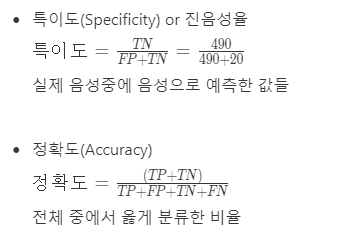 • 특이도(Specificity) or 진음성율
특이도 = TN/(FP+TN) = 490/(490+20)
실제 음성중에 음성으로 예측한 값들
• 정확도(Accuracy)
정확도 = (TP+TN)/(TP+FP+TN+FN)
전체 중에서 옳게 분류한 비율